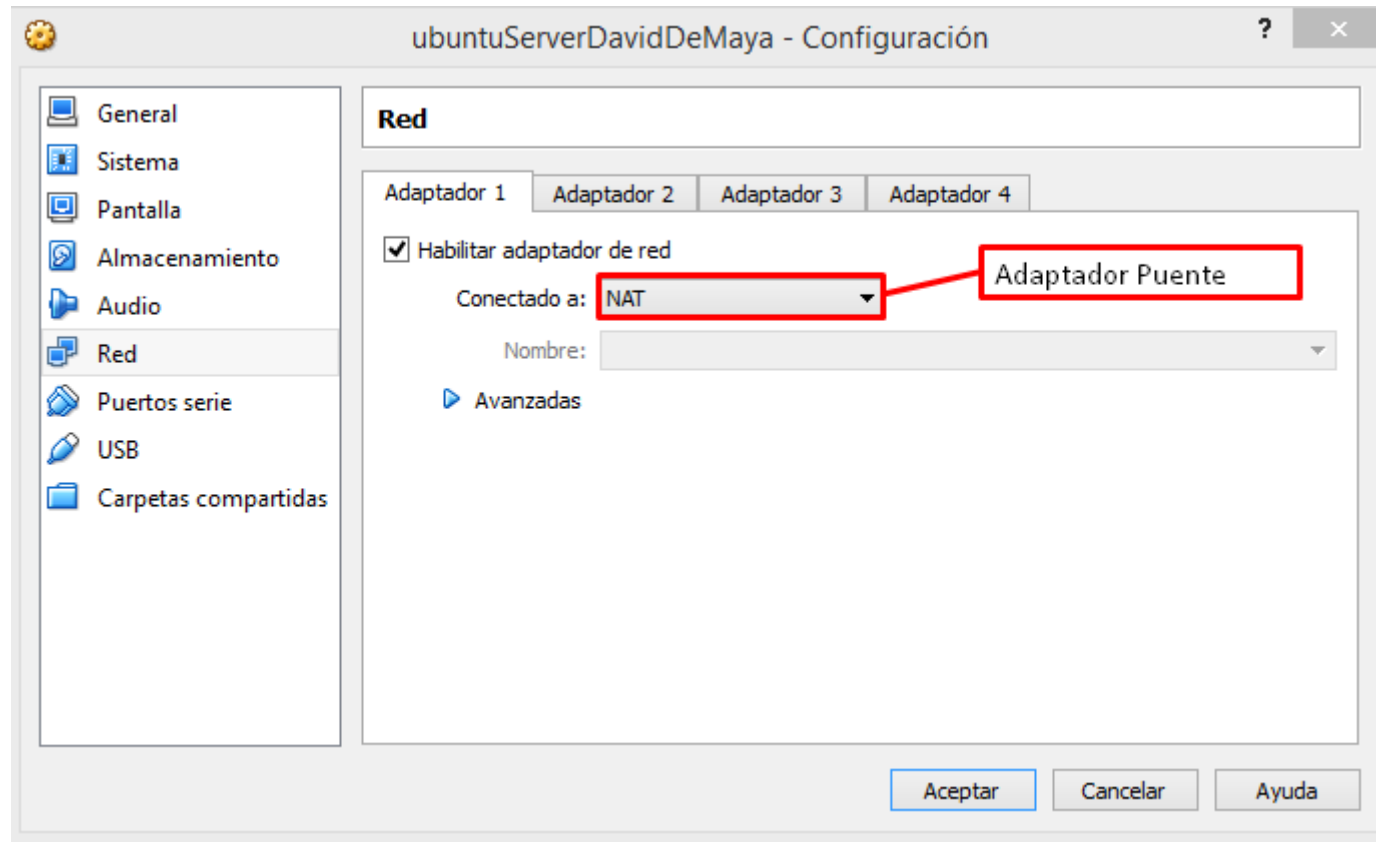 ubuntuServerDavidDeMaya - Configuración
?
General
Sistema
Pantalla
Almacenamiento
Audio
Red
Puertos serie
USB
Carpetas compartidas
Red
Adaptador 1 Adaptador 2 Adaptador 3 Adaptador 4
Habilitar adaptador de red
Conectado a: NAT
Adaptador Puente
Nombre:
Avanzadas
Aceptar Cancelar Ayuda